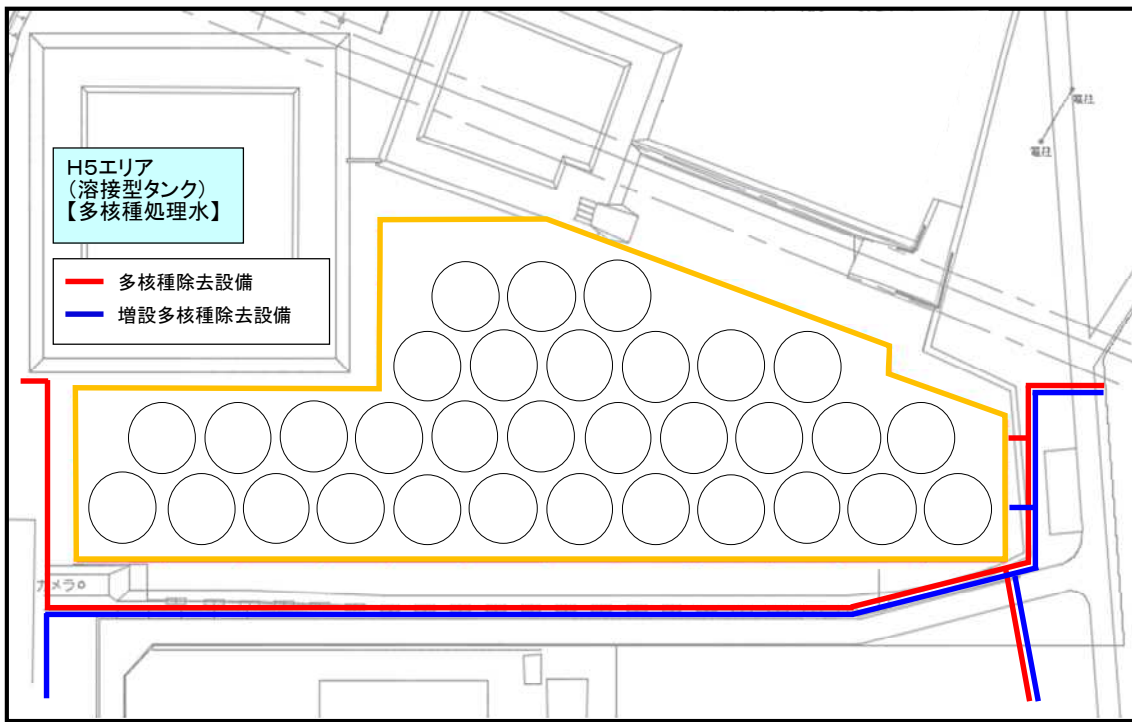 H5エリア
(溶接型タンク)
【多核種処理水】
多核種除去設備
増設多核種除去設備
電柱
電柱
カメラ